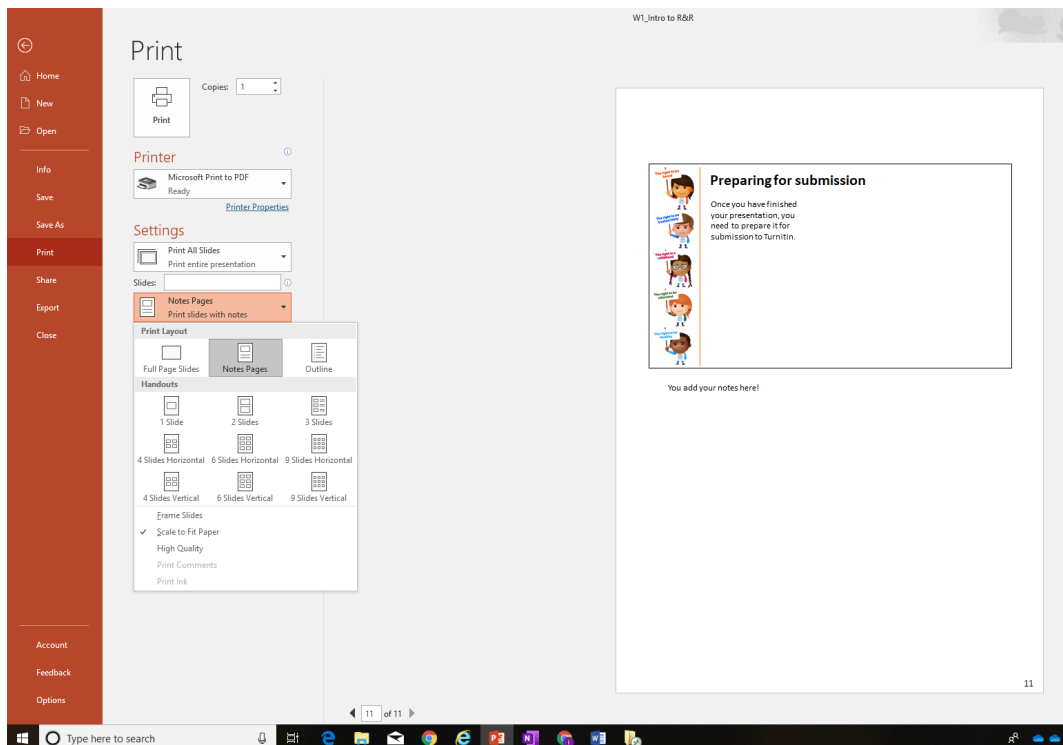 W1_Intro to R&R
Home
New
Open
Info
Save
Save As
Print
Share
Export
Close
Account
Feedback
Options
Print
Print
Copies: 1
Printer
Microsoft Print to PDF
Ready
Printer Properties
Settings
Print All Slides
Print entire presentation
Slides:
Notes Pages
Print slides with notes
Print Layout
Full Page Slides Notes Pages Outline
Handouts
1 Slide 2 Slides 3 Slides
4 Slides Horizontal 6 Slides Horizontal 9 Slides Horizontal
4 Slides Vertical 6 Slides Vertical 9 Slides Vertical
Frame Slides
Scale to Fit Paper
High Quality
Print Comments
Print Ink
Preparing for submission
Once you have finished
your presentation, you
need to prepare it for
submission to Turnitin.
You add your notes here!
11
11 of 11
Type here to search